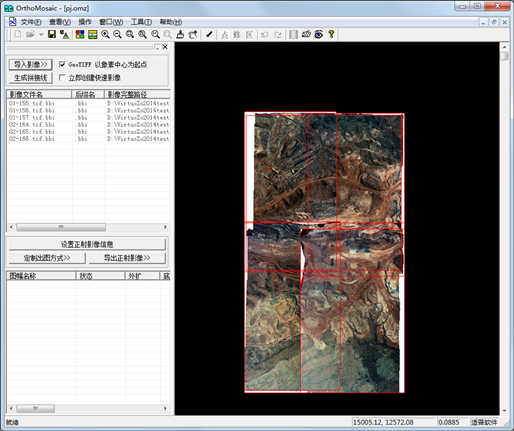 OrthoMosaic - [pj.omz]
文件(F) 查看(V) 操作 窗口(W) 工具(T) 帮助(H)
点 修 区
导入影像>> GeoTIFF 以象素中心为起点
生成拼接线 立即创建快速影像
影像文件名 后缀名 影像完整路径
01-155.tif.bbi .bbi D:\VirtuoZo2014test
01-156.tif.bbi .bbi D:\VirtuoZo2014test
01-157.tif.bbi .bbi D:\VirtuoZo2014test
02-164.tif.bbi .bbi D:\VirtuoZo2014test
02-165.tif.bbi .bbi D:\VirtuoZo2014test
02-166.tif.bbi .bbi D:\VirtuoZo2014test
设置正射影像信息
定制出图方式>> 导出正射影像>>
图幅名称 状态 外扩 底
就绪 15005.12, 12572.08 0.0885 适普软件